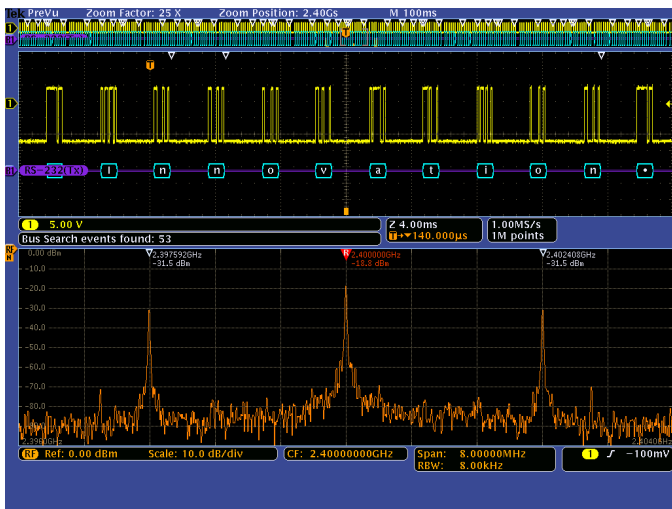 Tek PreVu Zoom Factor: 25 X Zoom Position: 2.40Gs M 100ms
RS-232(Tx) I n n o v a t i o n •
1 5.00 V
Z 4.00ms
1.00MS/s
T→▼140.000µs
1M points
Bus Search events found: 53
0.00 dBm
2.397592GHz
-31.5 dBm
R
2.400000GHz
-18.8 dBm
2.402408GHz
-31.5 dBm
-10.0
-20.0
-30.0
-40.0
-50.0
-60.0
-70.0
-80.0
RF Ref: 0.00 dBm Scale: 10.0 dB/div
CF: 2.40000000GHz
Span: 8.00000MHz
RBW: 8.00kHz
1 -100mV